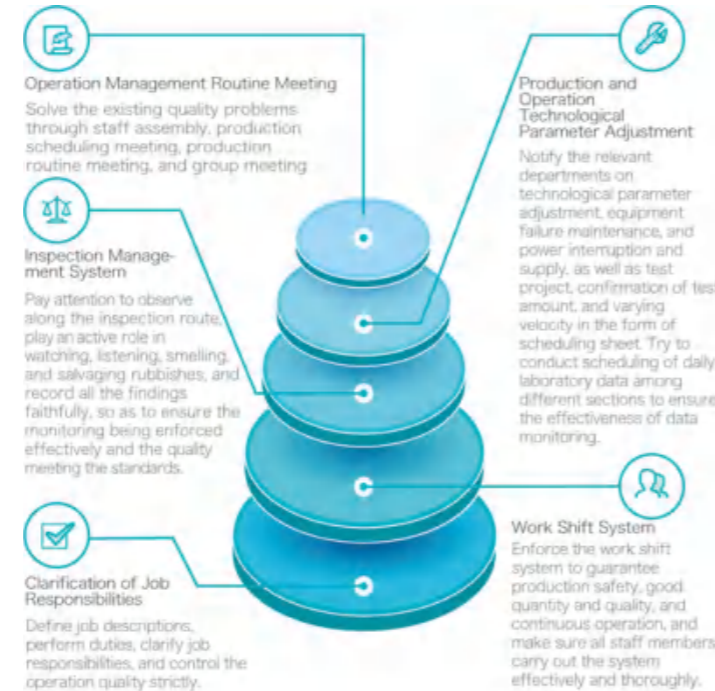 Operation Management Routine Meeting
Solve the existing quality problems
through staff assembly, production
scheduling meeting, production
routine meeting, and group meeting
Inspection Manage-
ment System
Pay attention to observe
along the inspection route,
play an active role in
watching, listening, smelling,
and salvaging rubbishes, and
record all the findings
faithfully, so as to ensure the
monitoring being enforced
effectively and the quality
meeting the standards.
Clarification of Job
Responsibilities
Define job descriptions,
perform duties, clarify job
responsibilities, and control the
operation quality strictly.
Production and
Operation
Technological
Parameter Adjustment
Notify the relevant
departments on
technological parameter
adjustment, equipment
failure maintenance, and
power interruption and
supply, as well as test
project, confirmation of test
amount, and varying
velocity in the form of
scheduling sheet. Try to
conduct scheduling of daily
laboratory data among
different sections to ensure
the effectiveness of data
monitoring.
Work Shift System
Enforce the work shift
system to guarantee
production safety, good
quantity and quality, and
continuous operation, and
make sure all staff members
carry out the system
effectively and thoroughly.